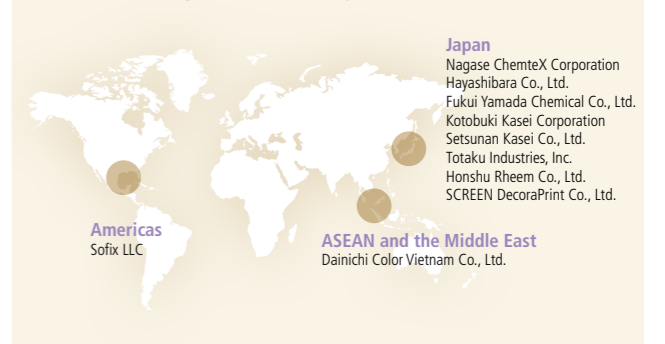 Japan
Nagase ChemteX Corporation
Hayashibara Co., Ltd.
Fukui Yamada Chemical Co., Ltd.
Kotobuki Kasei Corporation
Setsunan Kasei Co., Ltd.
Totaku Industries, Inc.
Honshu Rheem Co., Ltd.
SCREEN DecoraPrint Co., Ltd.
Americas
Sofix LLC
ASEAN and the Middle East
Dainichi Color Vietnam Co., Ltd.